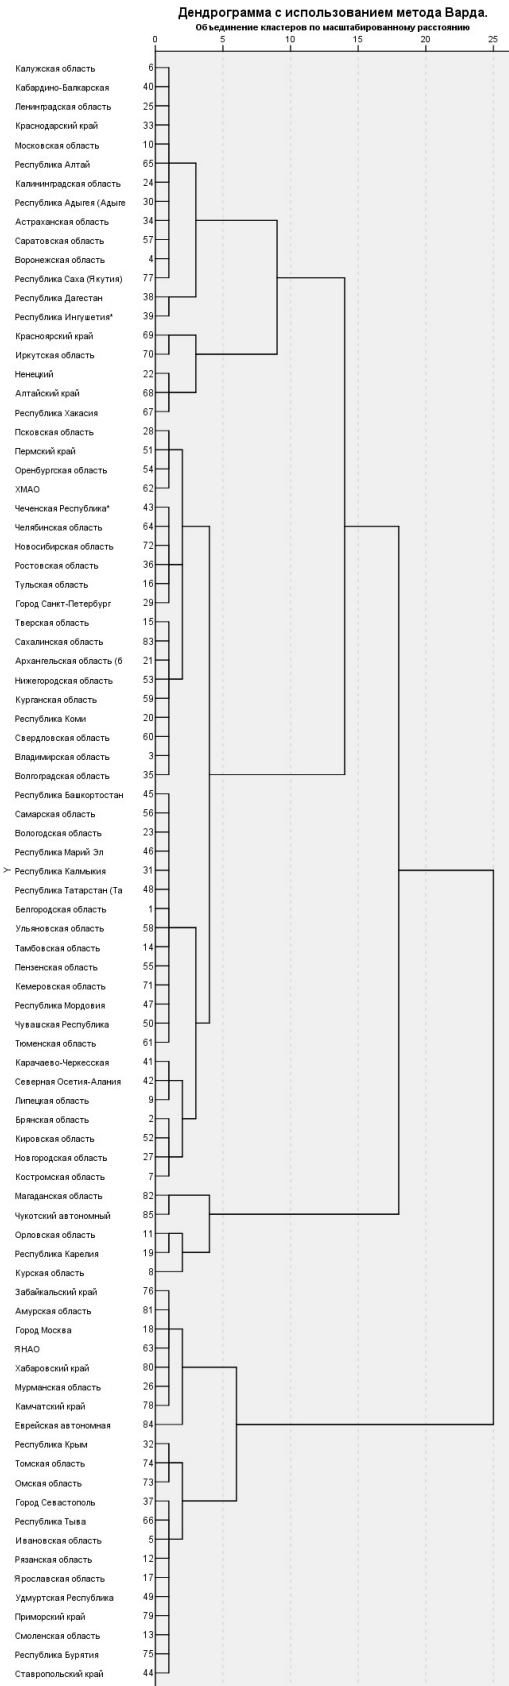 Дендрограмма с использованием метода Варда.
Объединение кластеров по масштабированному расстоянию
0 5 10 15 20 25
Калужская область 6
Кабардино-Балкарская 40
Ленинградская область 25
Краснодарский край 33
Московская область 10
Республика Алтай 65
Калининградская область 24
Республика Адыгея (Адыге 30
Астраханская область 34
Саратовская область 57
Воронежская область 4
Республика Саха (Якутия) 77
Республика Дагестан 38
Республика Ингушетия* 39
Красноярский край 69
Иркутская область 70
Ненецкий 22
Алтайский край 68
Республика Хакасия 67
Псковская область 28
Пермский край 51
Оренбургская область 54
ХМАО 62
Чеченская Республика* 43
Челябинская область 64
Новосибирская область 72
Ростовская область 36
Тульская область 16
Город Санкт-Петербург 29
Тверская область 15
Сахалинская область 83
Архангельская область (б 21
Нижегородская область 53
Курганская область 59
Республика Коми 20
Свердловская область 60
Владимирская область 3
Волгоградская область 35
Республика Башкортостан 45
Самарская область 56
Вологодская область 23
Республика Марий Эл 46
Y Республика Калмыкия 31
Республика Татарстан (Та 48
Белгородская область 1
Ульяновская область 58
Тамбовская область 14
Пензенская область 55
Кемеровская область 71
Республика Мордовия 47
Чувашская Республика 50
Тюменская область 61
Карачаево-Черкесская 41
Северная Осетия-Алания 42
Липецкая область 9
Брянская область 2
Кировская область 52
Новгородская область 27
Костромская область 7
Магаданская область 82
Чукотский автономный 85
Орловская область 11
Республика Карелия 19
Курская область 8
Забайкальский край 76
Амурская область 81
Город Москва 18
ЯНАО 63
Хабаровский край 80
Мурманская область 26
Камчатский край 78
Еврейская автономная 84
Республика Крым 32
Томская область 74
Омская область 73
Город Севастополь 37
Республика Тыва 66
Ивановская область 5
Рязанская область 12
Ярославская область 17
Удмуртская Республика 49
Приморский край 79
Смоленская область 13
Республика Бурятия 75
Ставропольский край 44